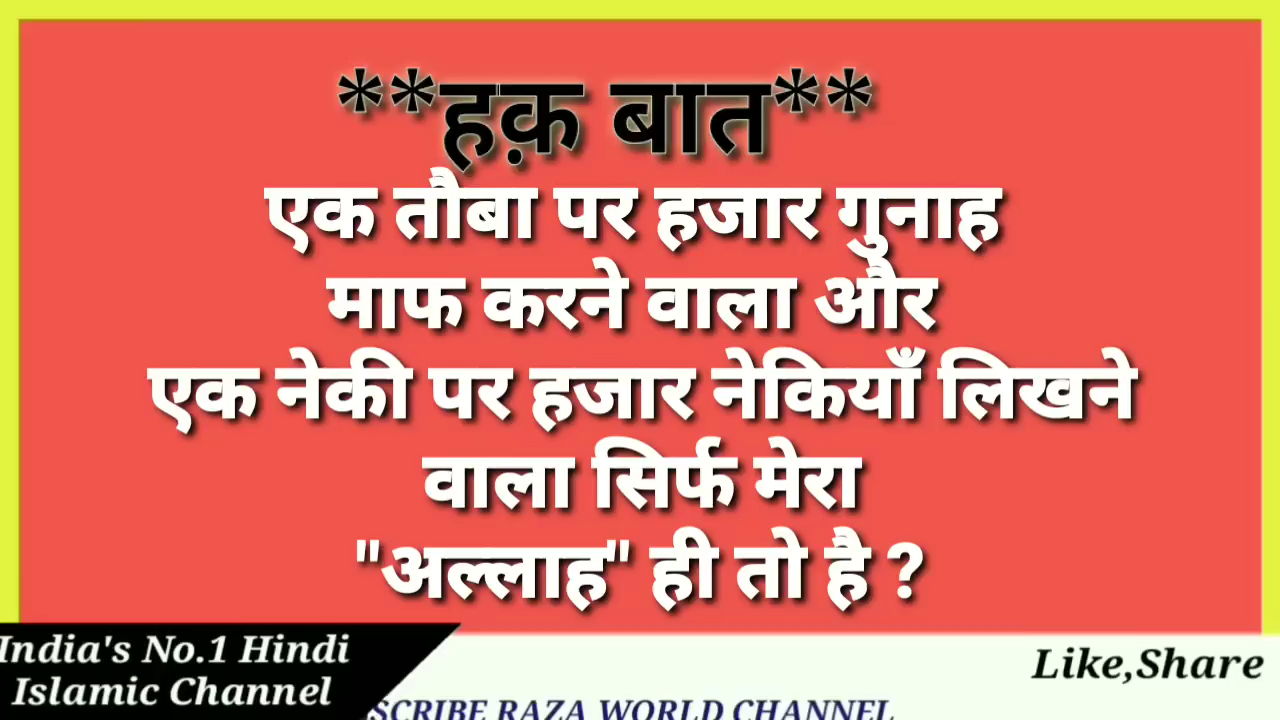 **हक़ बात**
एक तौबा पर हजार गुनाह
माफ करने वाला और
एक नेकी पर हजार नेकियाँ लिखने
वाला सिर्फ मेरा
"अल्लाह" ही तो है ?
India's No.1 Hindi
Islamic Channel
Like,Share
RAZA WORLD CHANNEL